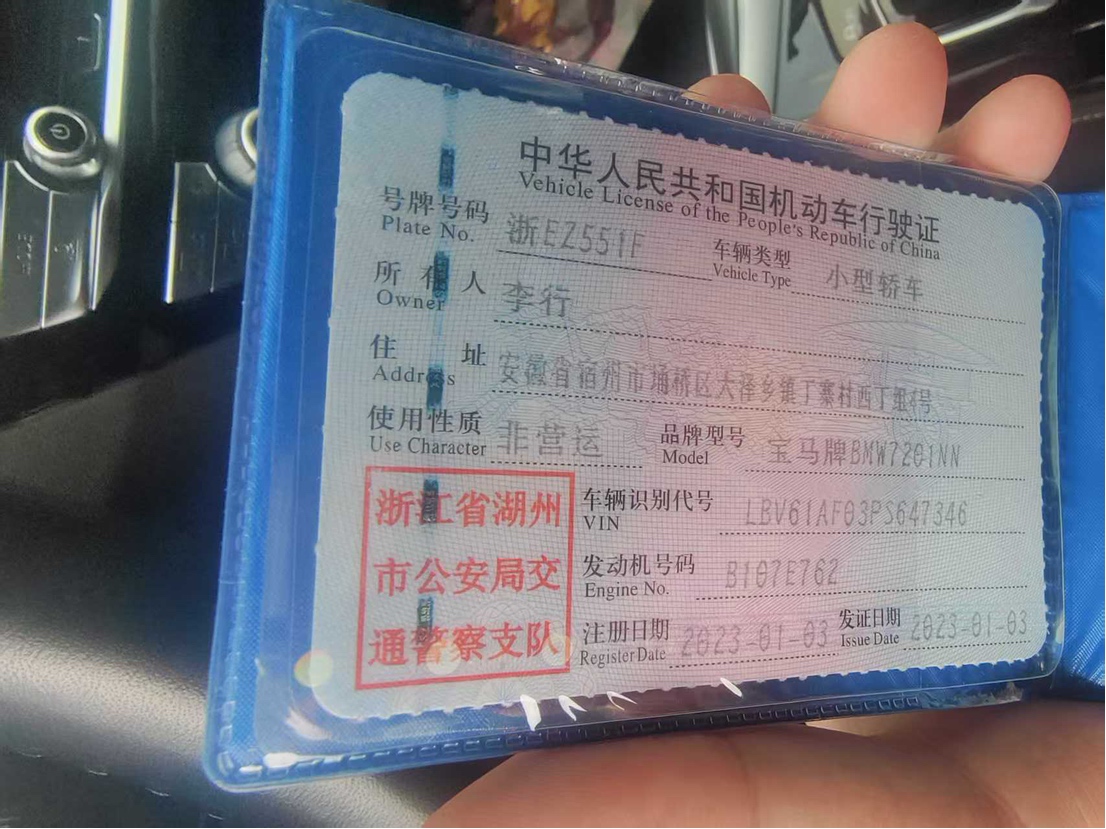 中华人民共和国机动车行驶证
Vehicle License of the People's Republic of China
号牌号码 浙EZ551F 车辆类型 小型轿车
Plate No. Vehicle Type
所有人 李行
Owner
住址 安徽省宿州市埇桥区大泽乡镇丁寨村西丁组4号
Address
使用性质 非营运 品牌型号 宝马牌BMW7201NN
Use Character Model
浙江省湖州
市公安局交
通警察支队
车辆识别代号 LBV61AF03PS647346
VIN
发动机号码 B107E762
Engine No.
注册日期 2023-01-03 发证日期 2023-01-03
Register Date Issue Date